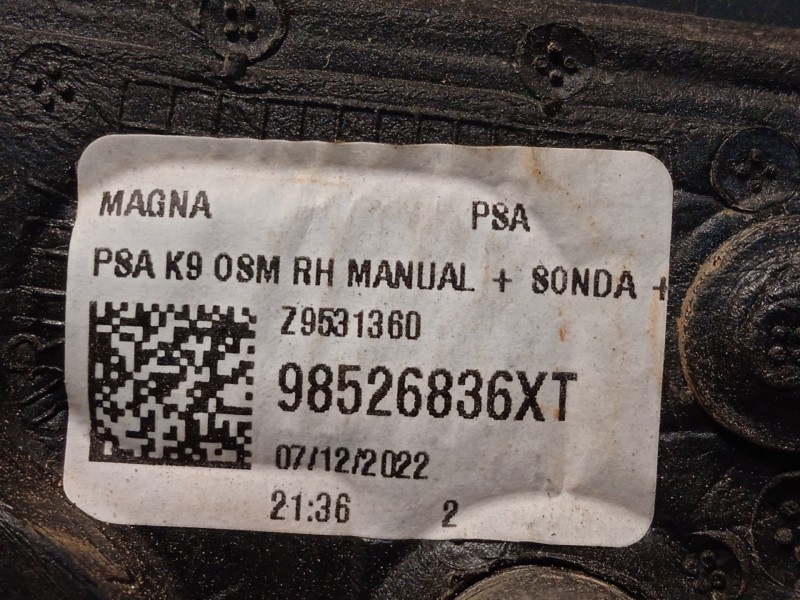 MAGNA PSA
PSA K9 OSM RH MANUAL + SONDA +
Z9531360
98526836XT
07/12/2022
21:36 2